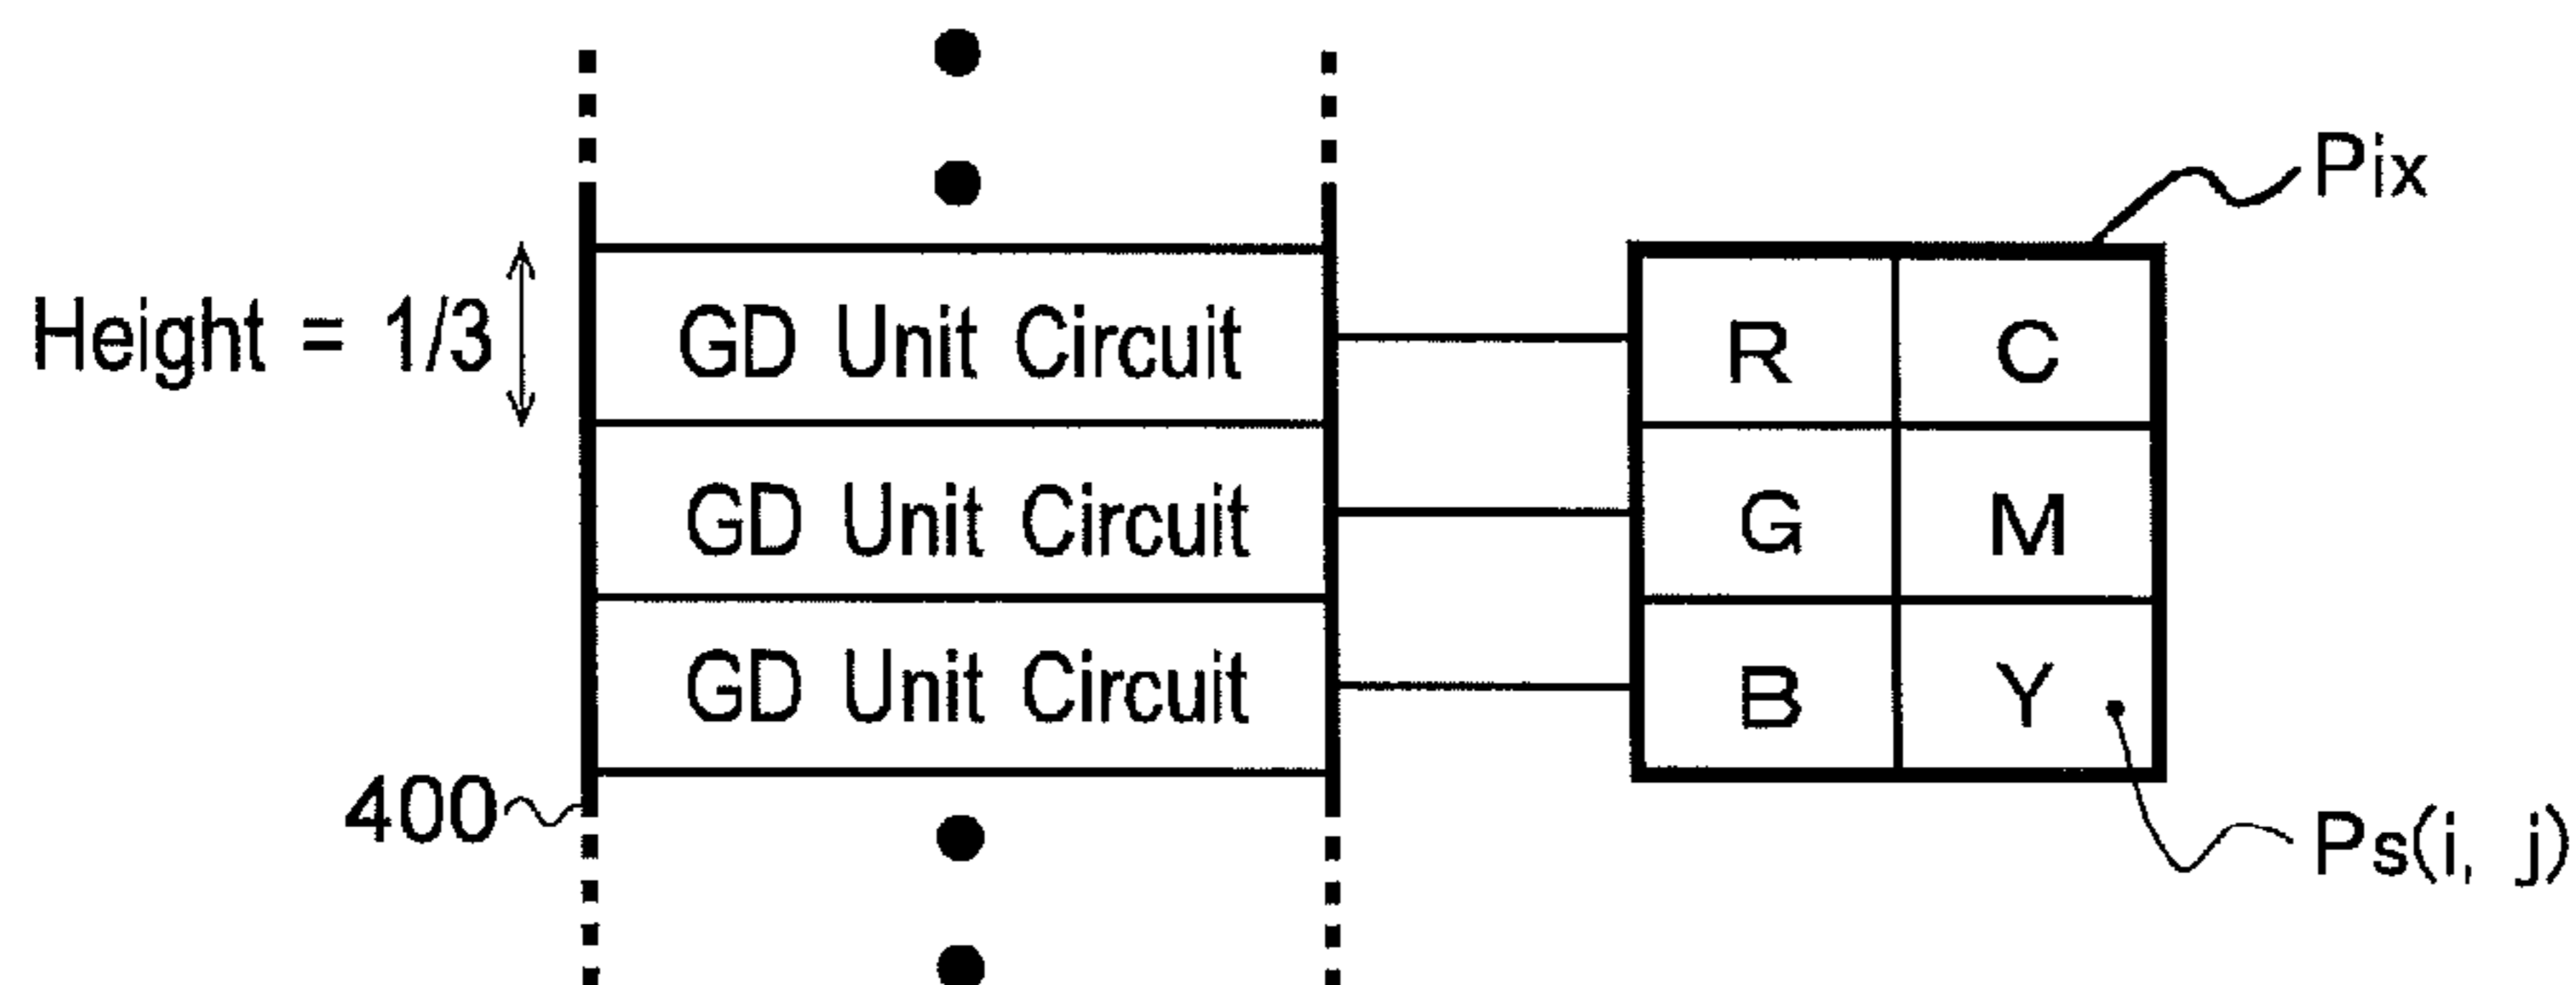 Pix
Height = 1/3
GD Unit Circuit
R C
GD Unit Circuit
G M
GD Unit Circuit
B Y
400
Ps(i, j)